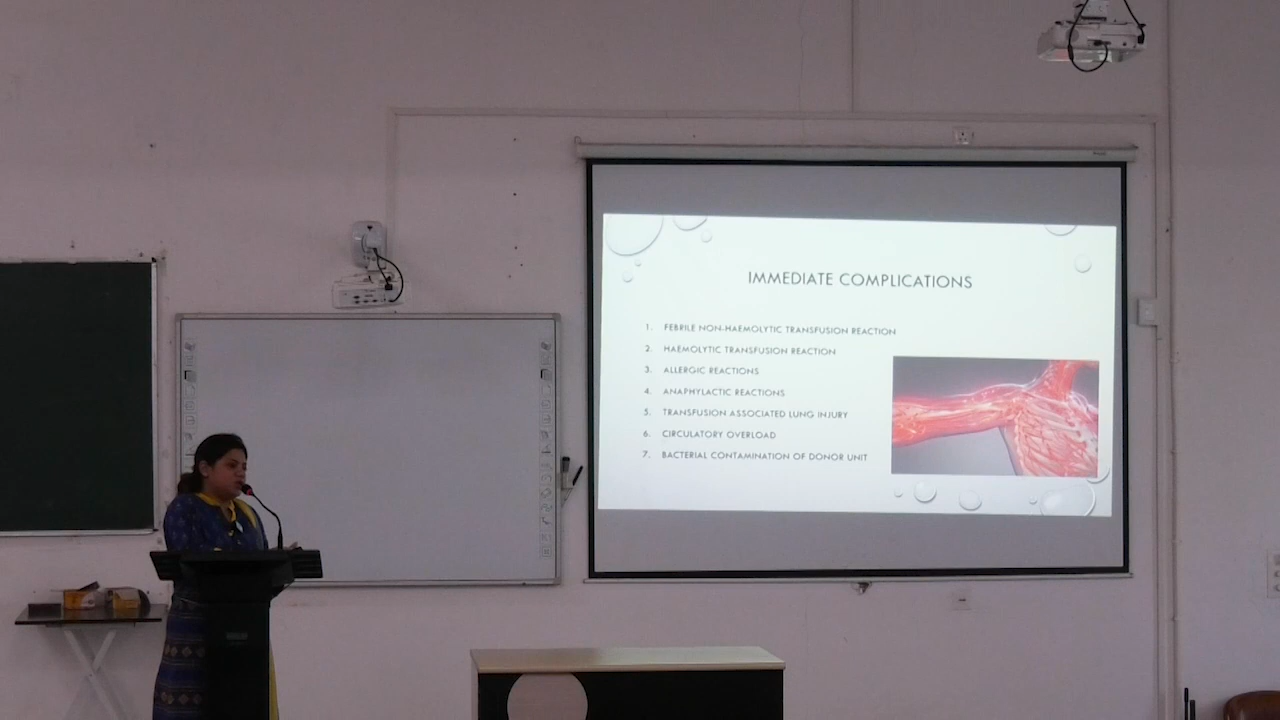 IMMEDIATE COMPLICATIONS
1. FEBRILE NON-HAEMOLYTIC TRANSFUSION REACTION
2. HAEMOLYTIC TRANSFUSION REACTION
3. ALLERGIC REACTIONS
4. ANAPHYLACTIC REACTIONS
5. TRANSFUSION ASSOCIATED LUNG INJURY
6. CIRCULATORY OVERLOAD
7. BACTERIAL CONTAMINATION OF DONOR UNIT